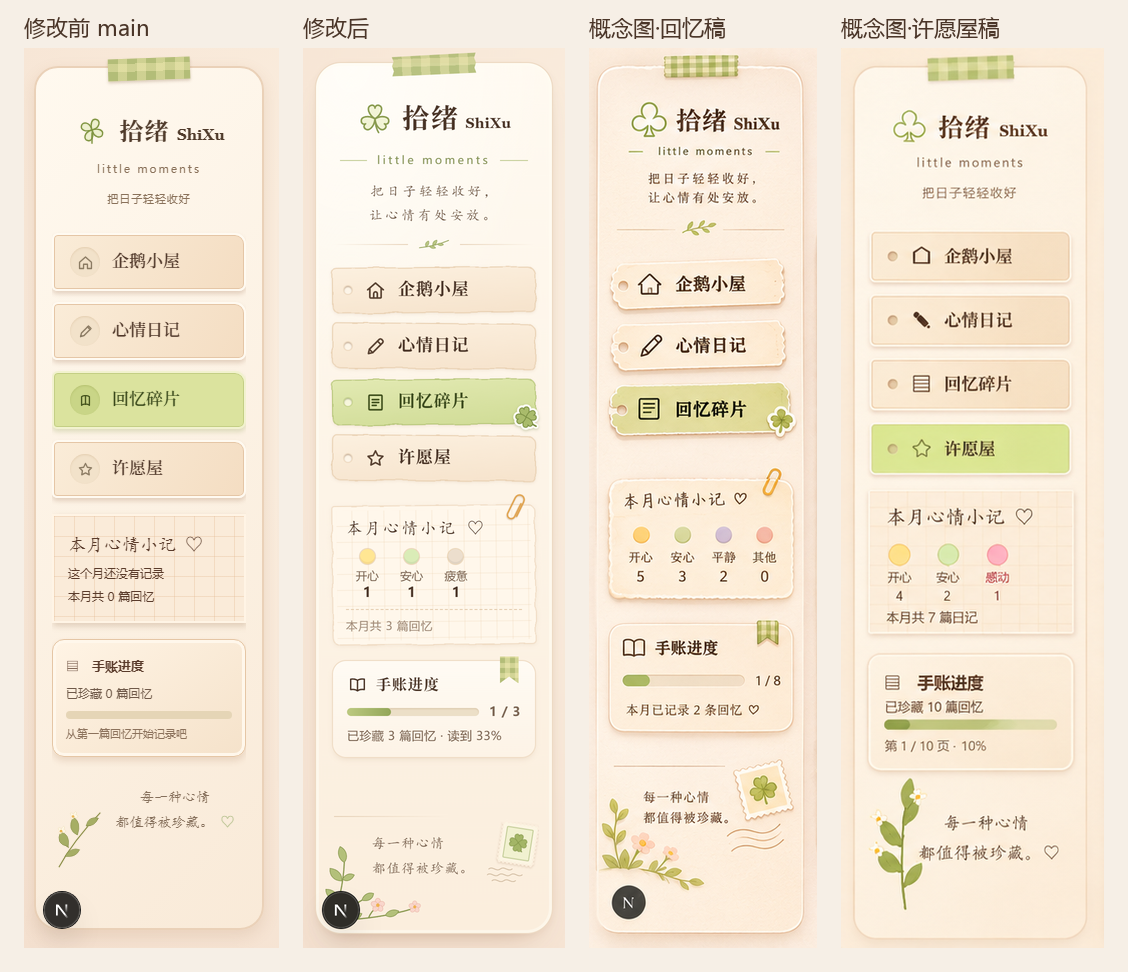 修改前 main
拾绪 ShiXu
little moments
把日子轻轻收好
企鹅小屋
心情日记
回忆碎片
许愿屋
本月心情小记 ♡
这个月还没有记录
本月共 0 篇回忆
手账进度
已珍藏 0 篇回忆
从第一篇回忆开始记录吧
每一种心情
都值得被珍藏。 ♡
N
修改后
拾绪 ShiXu
little moments
把日子轻轻收好，
让心情有处安放。
企鹅小屋
心情日记
回忆碎片
许愿屋
本月心情小记 ♡
开心 安心 疲惫
1 1 1
本月共 3 篇回忆
手账进度
1 / 3
已珍藏 3 篇回忆 · 读到 33%
每一种心情
都值得被珍藏。
N
概念图·回忆稿
拾绪 ShiXu
little moments
把日子轻轻收好，
让心情有处安放。
企鹅小屋
心情日记
回忆碎片
本月心情小记 ♡
开心 安心 平静 其他
5 3 2 0
手账进度
1 / 8
本月已记录 2 条回忆 ♡
每一种心情
都值得被珍藏。
N
概念图·许愿屋稿
拾绪 ShiXu
little moments
把日子轻轻收好
企鹅小屋
心情日记
回忆碎片
许愿屋
本月心情小记 ♡
开心 安心 感动
4 2 1
本月共 7 篇日记
手账进度
已珍藏 10 篇回忆
第 1 / 10 页 · 10%
每一种心情
都值得被珍藏。 ♡